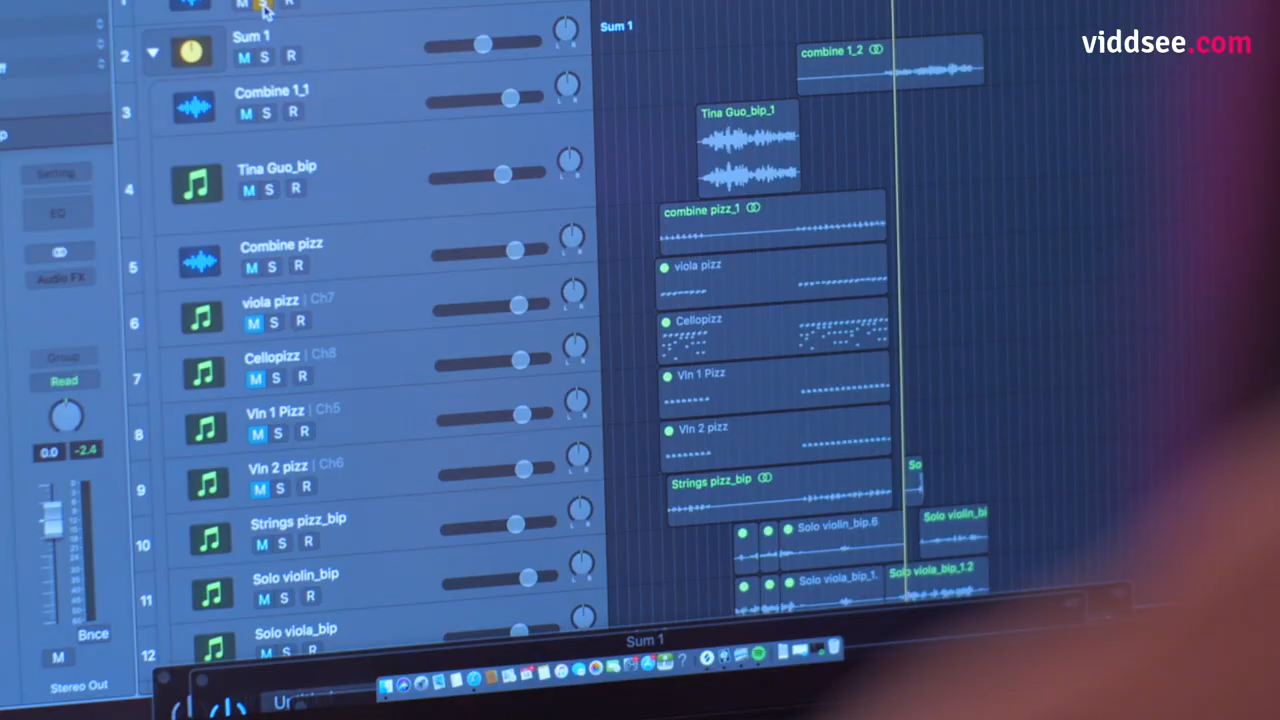 viddsee.com
1
M S R
2
Sum 1
M S R
L R
Sum 1
combine 1_2
3
Combine 1_1
M S R
L R
Tina Guo_bip_1
4
Tina Guo_bip
M S R
L R
combine pizz_1
5
Combine pizz
M S R
L R
viola pizz
6
viola pizz | Ch7
M S R
L R
Cellopizz
7
Cellopizz | Ch8
M S R
L R
Vln 1 Pizz
8
Vln 1 Pizz | Ch5
M S R
L R
Vln 2 pizz
9
Vln 2 pizz | Ch6
M S R
L R
Strings pizz_bip
So
10
Strings pizz_bip
M S R
L R
Solo violin_bip.6
Solo violin_bi
11
Solo violin_bip
M S R
L R
Solo viola_bip_1.
Solo viola_bip_1.2
12
Solo viola_bip
M S R
Setting
EQ
Audio FX
Group
Read
0.0 -2.4
Bnce
M
Stereo Out
Sum 1